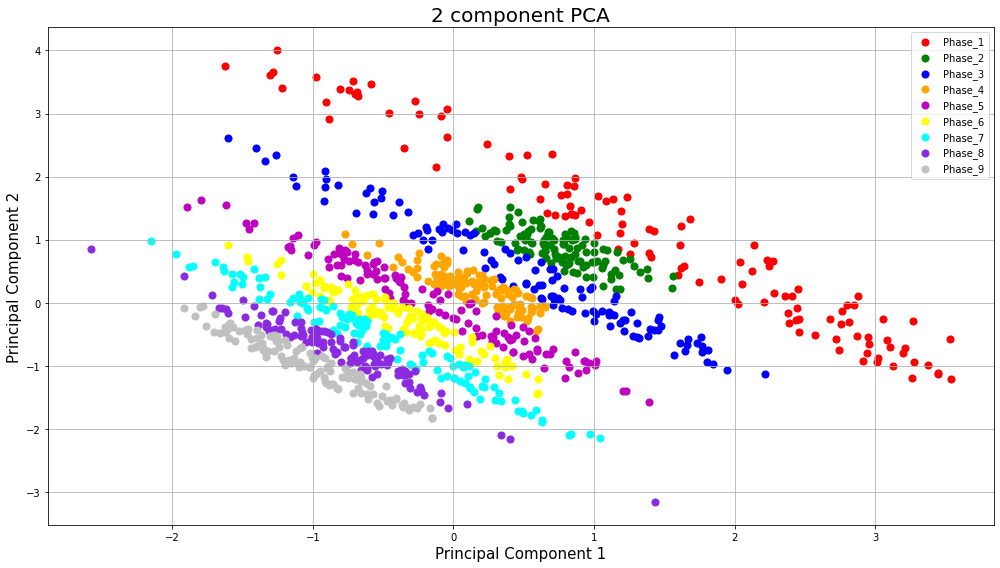 2 component PCA
Phase_1
Phase_2
Phase_3
Phase_4
Phase_5
Phase_6
Phase_7
Phase_8
Phase_9
Principal Component 2
4
3
2
1
0
−1
−2
−3
−2
−1
0
1
2
3
Principal Component 1